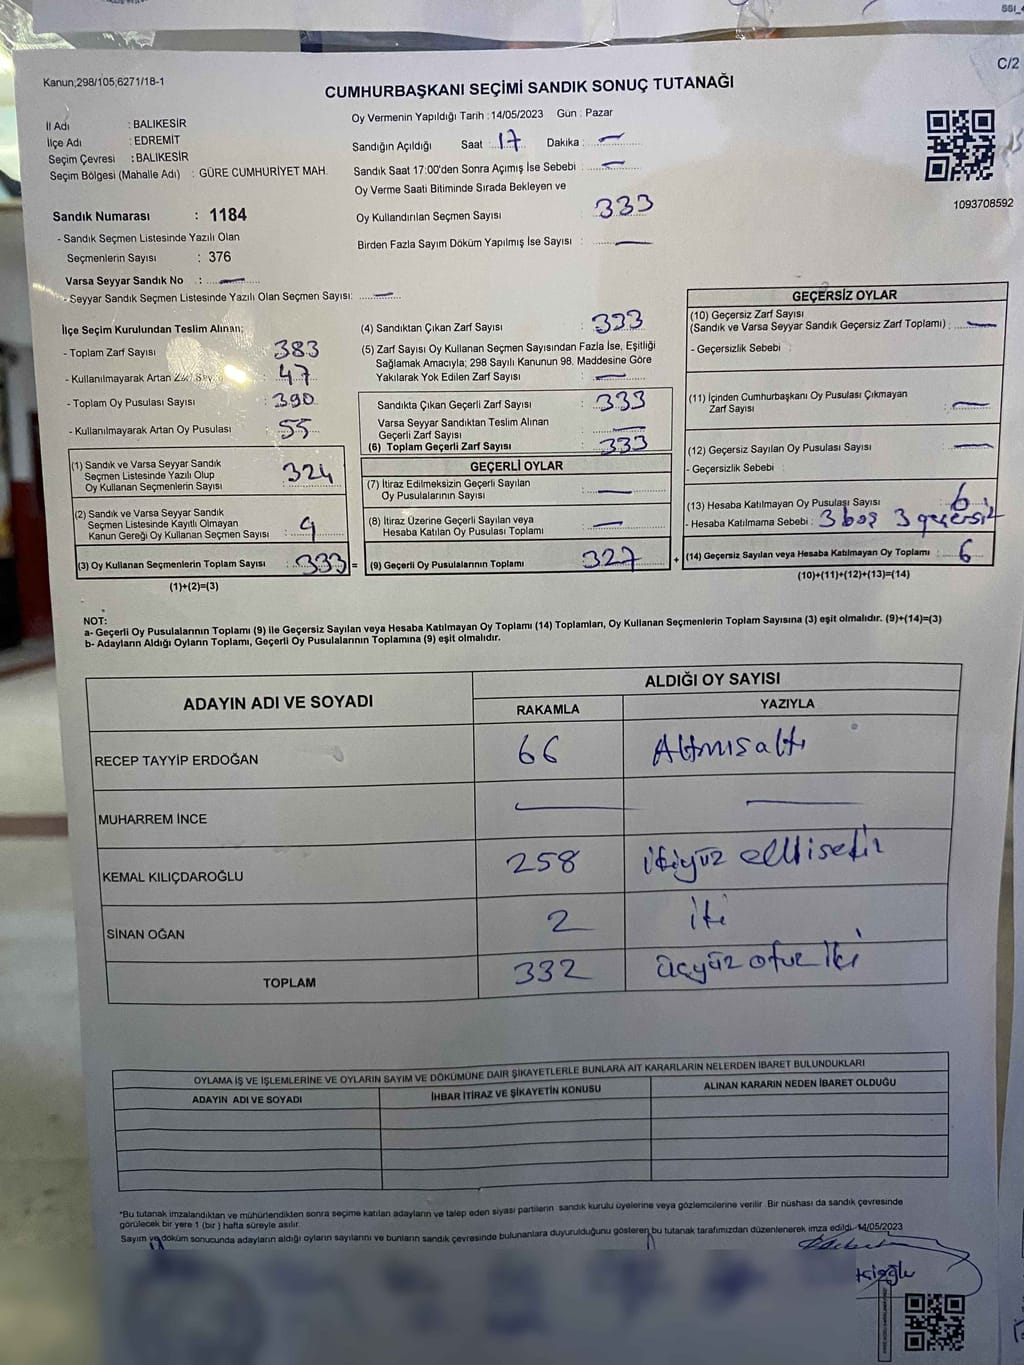 C/2
Kanun;298/105;6271/18-1
CUMHURBAŞKANI SEÇİMİ SANDIK SONUÇ TUTANAĞI
İl Adı : BALIKESİR
İlçe Adı : EDREMIT
Seçim Çevresi : BALIKESİR
Seçim Bölgesi (Mahalle Adı) : GÜRE CUMHURİYET MAH.
Sandık Numarası : 1184
- Sandık Seçmen Listesinde Yazılı Olan
Seçmenlerin Sayısı : 376
Varsa Seyyar Sandık No : —
- Seyyar Sandık Seçmen Listesinde Yazılı Olan Seçmen Sayısı: —
Oy Vermenin Yapıldığı Tarih : 14/05/2023 Gün : Pazar
Sandığın Açıldığı Saat : 17 Dakika : —
Sandık Saat 17:00'den Sonra Açımış İse Sebebi : —
Oy Verme Saati Bitiminde Sırada Bekleyen ve
Oy Kullandırılan Seçmen Sayısı : 333
Birden Fazla Sayım Döküm Yapılmış İse Sayısı : —
1093708592
İlçe Seçim Kurulundan Teslim Alınan;
- Toplam Zarf Sayısı 383
- Kullanılmayarak Artan 47
- Toplam Oy Pusulası Sayısı : 390
- Kullanılmayarak Artan Oy Pusulası 55
(1) Sandık ve Varsa Seyyar Sandık
Seçmen Listesinde Yazılı Olup
Oy Kullanan Seçmenlerin Sayısı : 324
(2) Sandık ve Varsa Seyyar Sandık
Seçmen Listesinde Kayıtlı Olmayan
Kanun Gereği Oy Kullanan Seçmen Sayısı : 9
(3) Oy Kullanan Seçmenlerin Toplam Sayısı : 333 =
(1)+(2)=(3)
(4) Sandıktan Çıkan Zarf Sayısı : 333
(5) Zarf Sayısı Oy Kullanan Seçmen Sayısından Fazla İse, Eşitliği
Sağlamak Amacıyla; 298 Sayılı Kanunun 98. Maddesine Göre
Yakılarak Yok Edilen Zarf Sayısı : —
Sandıkta Çıkan Geçerli Zarf Sayısı : 333
Varsa Seyyar Sandıktan Teslim Alınan
Geçerli Zarf Sayısı : —
(6) Toplam Geçerli Zarf Sayısı : 333
GEÇERLİ OYLAR
(7) İtiraz Edilmeksizin Geçerli Sayılan
Oy Pusulalarının Sayısı : —
(8) İtiraz Üzerine Geçerli Sayılan veya
Hesaba Katılan Oy Pusulası Toplamı : —
(9) Geçerli Oy Pusulalarının Toplamı : 327 +
GEÇERSİZ OYLAR
(10) Geçersiz Zarf Sayısı
(Sandık ve Varsa Seyyar Sandık Geçersiz Zarf Toplamı) : —
- Geçersizlik Sebebi :
(11) İçinden Cumhurbaşkanı Oy Pusulası Çıkmayan
Zarf Sayısı : —
(12) Geçersiz Sayılan Oy Pusulası Sayısı : —
- Geçersizlik Sebebi :
(13) Hesaba Katılmayan Oy Pusulaşı Sayısı : 6
- Hesaba Katılmama Sebebi : 3 boş 3 geçersiz
(14) Geçersiz Sayılan veya Hesaba Katılmayan Oy Toplamı : 6
(10)+(11)+(12)+(13)=(14)
NOT:
a- Geçerli Oy Pusulalarının Toplamı (9) ile Geçersiz Sayılan veya Hesaba Katılmayan Oy Toplamı (14) Toplamları, Oy Kullanan Seçmenlerin Toplam Sayısına (3) eşit olmalıdır. (9)+(14)=(3)
b- Adayların Aldığı Oyların Toplamı, Geçerli Oy Pusulalarının Toplamına (9) eşit olmalıdır.
ADAYIN ADI VE SOYADI ALDIĞI OY SAYISI
RAKAMLA YAZIYLA
RECEP TAYYİP ERDOĞAN 66 Altmısaltı
MUHARREM İNCE — —
KEMAL KILIÇDAROĞLU 258 ikiyüz ellisekiz
SİNAN OĞAN 2 iki
TOPLAM 332 üçyüz otuz iki
OYLAMA İŞ VE İŞLEMLERİNE VE OYLARIN SAYIM VE DÖKÜMÜNE DAİR ŞİKAYETLERLE BUNLARA AİT KARARLARIN NELERDEN İBARET BULUNDUKLARI
ADAYIN ADI VE SOYADI İHBAR İTİRAZ VE ŞİKAYETİN KONUSU ALINAN KARARIN NEDEN İBARET OLDUĞU
*Bu tutanak imzalandıktan ve mühürlendikten sonra seçime katılan adayların ve talep eden siyasi partilerin sandık kurulu üyelerine veya gözlemcilerine verilir. Bir nüshası da sandık çevresinde
görülecek bir yere 1 (bir ) hafta süreyle asılır.
Sayım ve döküm sonucunda adayların aldığı oyların sayılarını ve bunların sandık çevresinde bulunanlara duyurulduğunu gösteren bu tutanak tarafımızdan düzenlenerek imza edildi. 14/05/2023